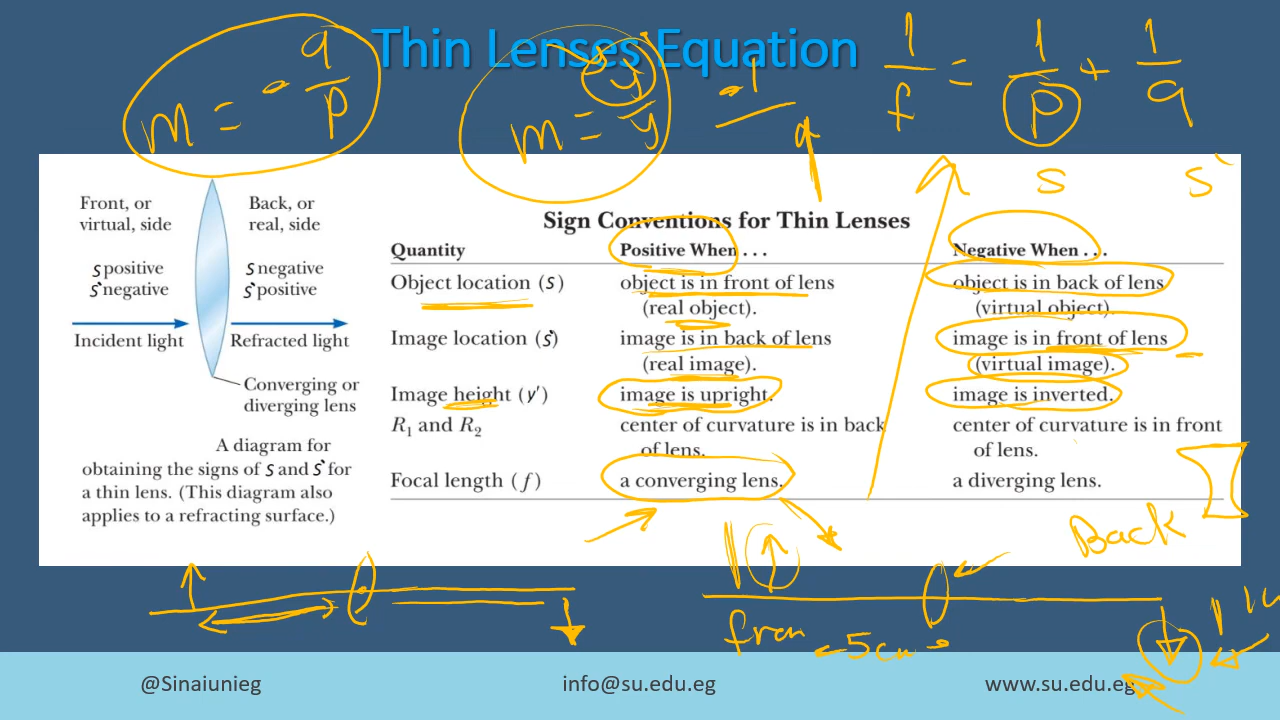 Thin Lenses Equation
m = - q/p
m = y'/y
-1/q
1/f = 1/p + 1/q
s s'
Front, or
virtual, side
Back, or
real, side
s positive
s' negative
s negative
s' positive
Incident light
Refracted light
Converging or
diverging lens
A diagram for
obtaining the signs of s and s' for
a thin lens. (This diagram also
applies to a refracting surface.)
Sign Conventions for Thin Lenses
Quantity Positive When . . . Negative When . . .
Object location (s) object is in front of lens object is in back of lens
(real object). (virtual object).
Image location (s') image is in back of lens image is in front of lens
(real image). (virtual image).
Image height (y′) image is upright. image is inverted.
R1 and R2 center of curvature is in back center of curvature is in front
of lens. of lens.
Focal length (f) a converging lens. a diverging lens.
Back
5cm
@Sinaiunieg info@su.edu.eg www.su.edu.eg